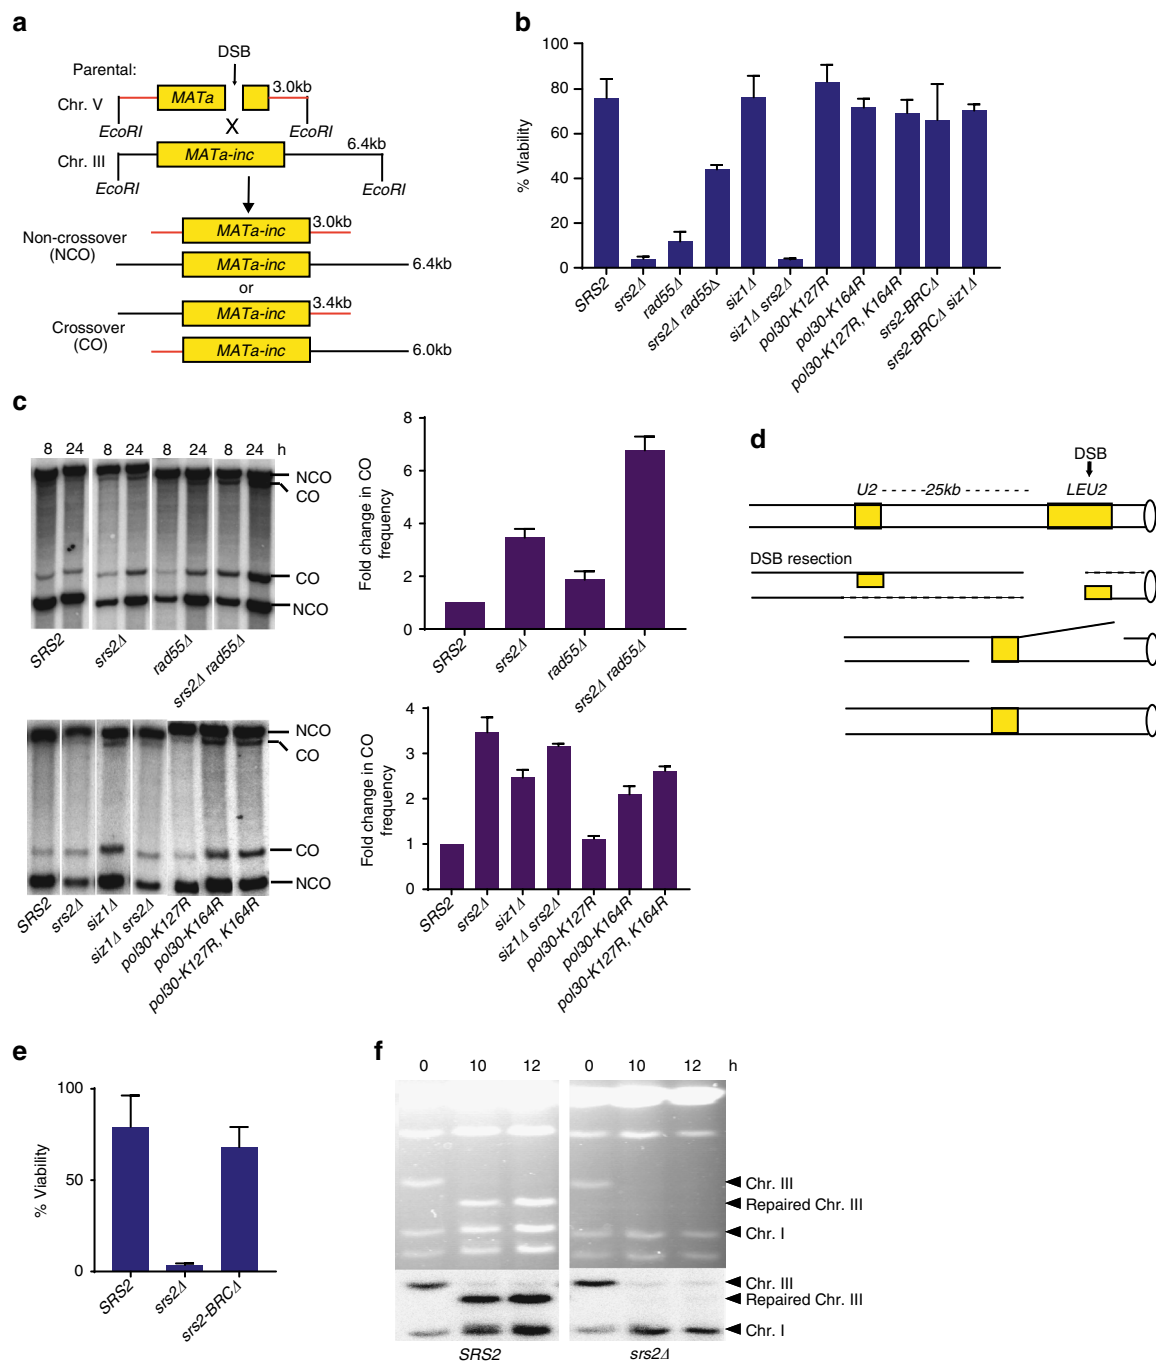 a
DSB
Parental:
MATa
3.0kb
Chr. V
EcoRI
EcoRI
X
6.4kb
MATa-inc
Chr. III
EcoRI
EcoRI
3.0kb
MATa-inc
Non-crossover
(NCO)
MATa-inc
6.4kb
or
3.4kb
MATa-inc
Crossover
(CO)
MATa-inc
6.0kb
b
% Viability
100
80
60
40
20
0
SRS2
srs2Δ
rad55Δ
srs2Δ rad55Δ
siz1Δ
siz1Δ srs2Δ
pol30-K127R
pol30-K164R
pol30-K127R, K164R
srs2-BRCΔ
srs2-BRCΔ siz1Δ
c
8 24 8 24 8 24 8 24 h
NCO
CO
CO
NCO
SRS2
srs2Δ
rad55Δ
srs2Δ rad55Δ
Fold change in CO
frequency
8
6
4
2
0
SRS2
srs2Δ
rad55Δ
srs2Δ rad55Δ
NCO
CO
CO
NCO
SRS2
srs2Δ
siz1Δ
siz1Δ srs2Δ
pol30-K127R
pol30-K164R
pol30-K127R, K164R
Fold change in CO
frequency
4
3
2
1
0
SRS2
srs2Δ
siz1Δ
siz1Δ srs2Δ
pol30-K127R
pol30-K164R
pol30-K127R, K164R
d
DSB
U2 25kb LEU2
DSB resection
e
% Viability
100
50
0
SRS2
srs2Δ
srs2-BRCΔ
f
0 10 12 0 10 12 h
Chr. III
Repaired Chr. III
Chr. I
Chr. III
Repaired Chr. III
Chr. I
SRS2
srs2Δ